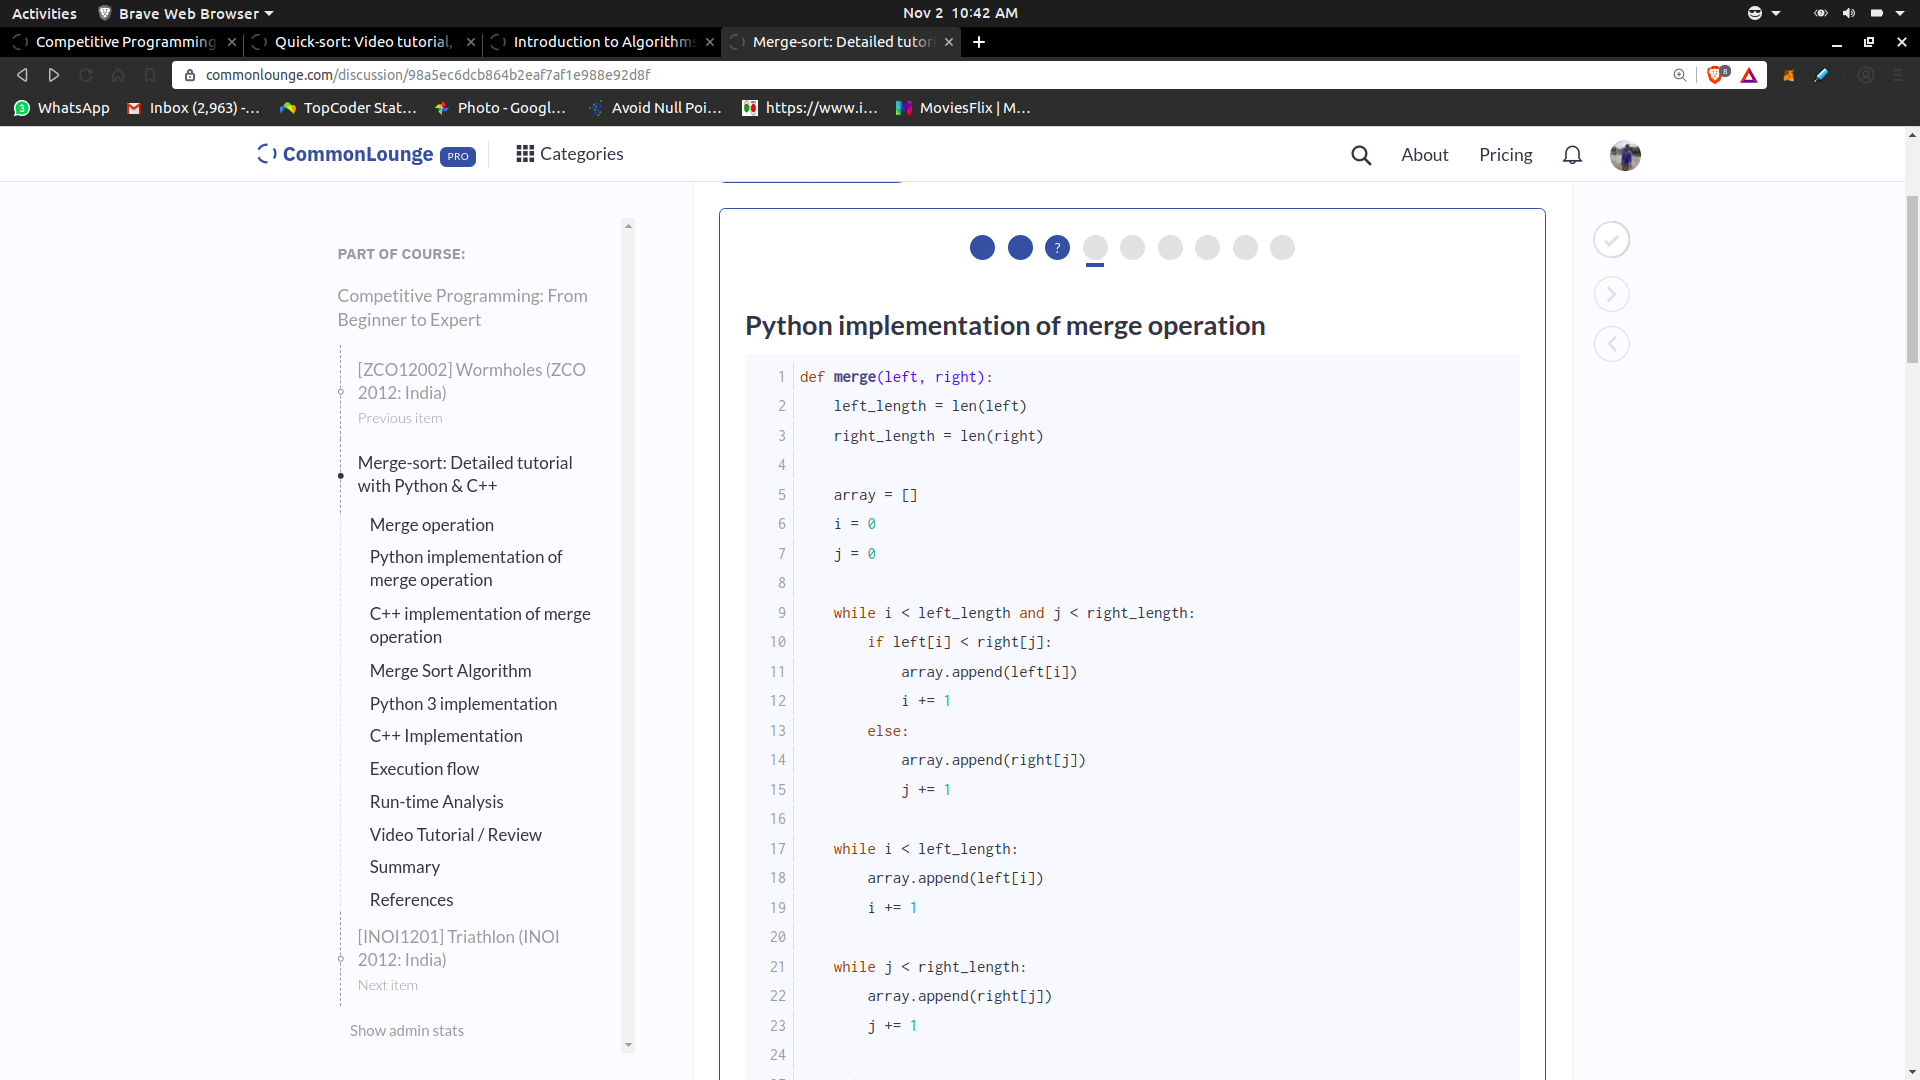 Activities Brave Web Browser Nov 2 10:42 AM
Competitive Programming Quick-sort: Video tutorial, Introduction to Algorithms Merge-sort: Detailed tutori
commonlounge.com/discussion/98a5ec6dcb864b2eaf7af1e988e92d8f 8
3 WhatsApp Inbox (2,963) -... TopCoder Stat... Photo - Googl... Avoid Null Poi... https://www.i... MoviesFlix | M...
CommonLounge PRO Categories About Pricing
PART OF COURSE:
Competitive Programming: From
Beginner to Expert
[ZCO12002] Wormholes (ZCO
2012: India)
Previous item
Merge-sort: Detailed tutorial
with Python & C++
Merge operation
Python implementation of
merge operation
C++ implementation of merge
operation
Merge Sort Algorithm
Python 3 implementation
C++ Implementation
Execution flow
Run-time Analysis
Video Tutorial / Review
Summary
References
[INOI1201] Triathlon (INOI
2012: India)
Next item
Show admin stats
?
Python implementation of merge operation
1 def merge(left, right):
2     left_length = len(left)
3     right_length = len(right)
4
5     array = []
6     i = 0
7     j = 0
8
9     while i < left_length and j < right_length:
10         if left[i] < right[j]:
11             array.append(left[i])
12             i += 1
13         else:
14             array.append(right[j])
15             j += 1
16
17     while i < left_length:
18         array.append(left[i])
19         i += 1
20
21     while j < right_length:
22         array.append(right[j])
23         j += 1
24